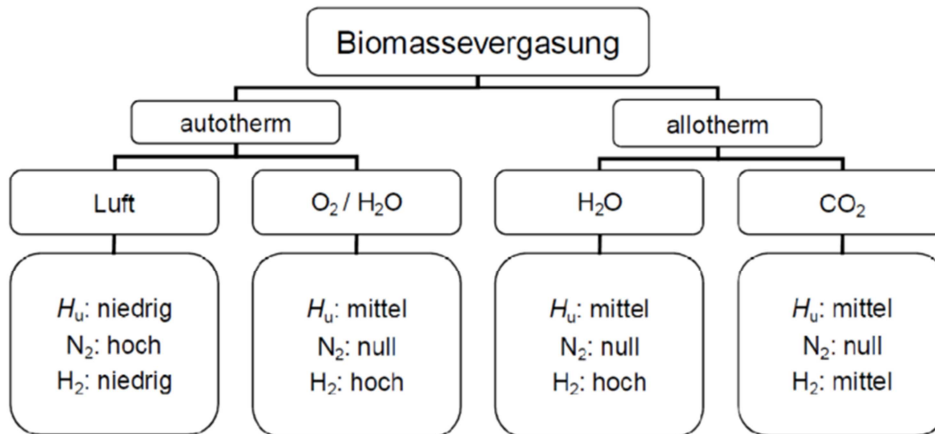 Biomassevergasung
autotherm
allotherm
Luft
O₂ / H₂O
H₂O
CO₂
Hᵤ: niedrig
N₂: hoch
H₂: niedrig
Hᵤ: mittel
N₂: null
H₂: hoch
Hᵤ: mittel
N₂: null
H₂: hoch
Hᵤ: mittel
N₂: null
H₂: mittel